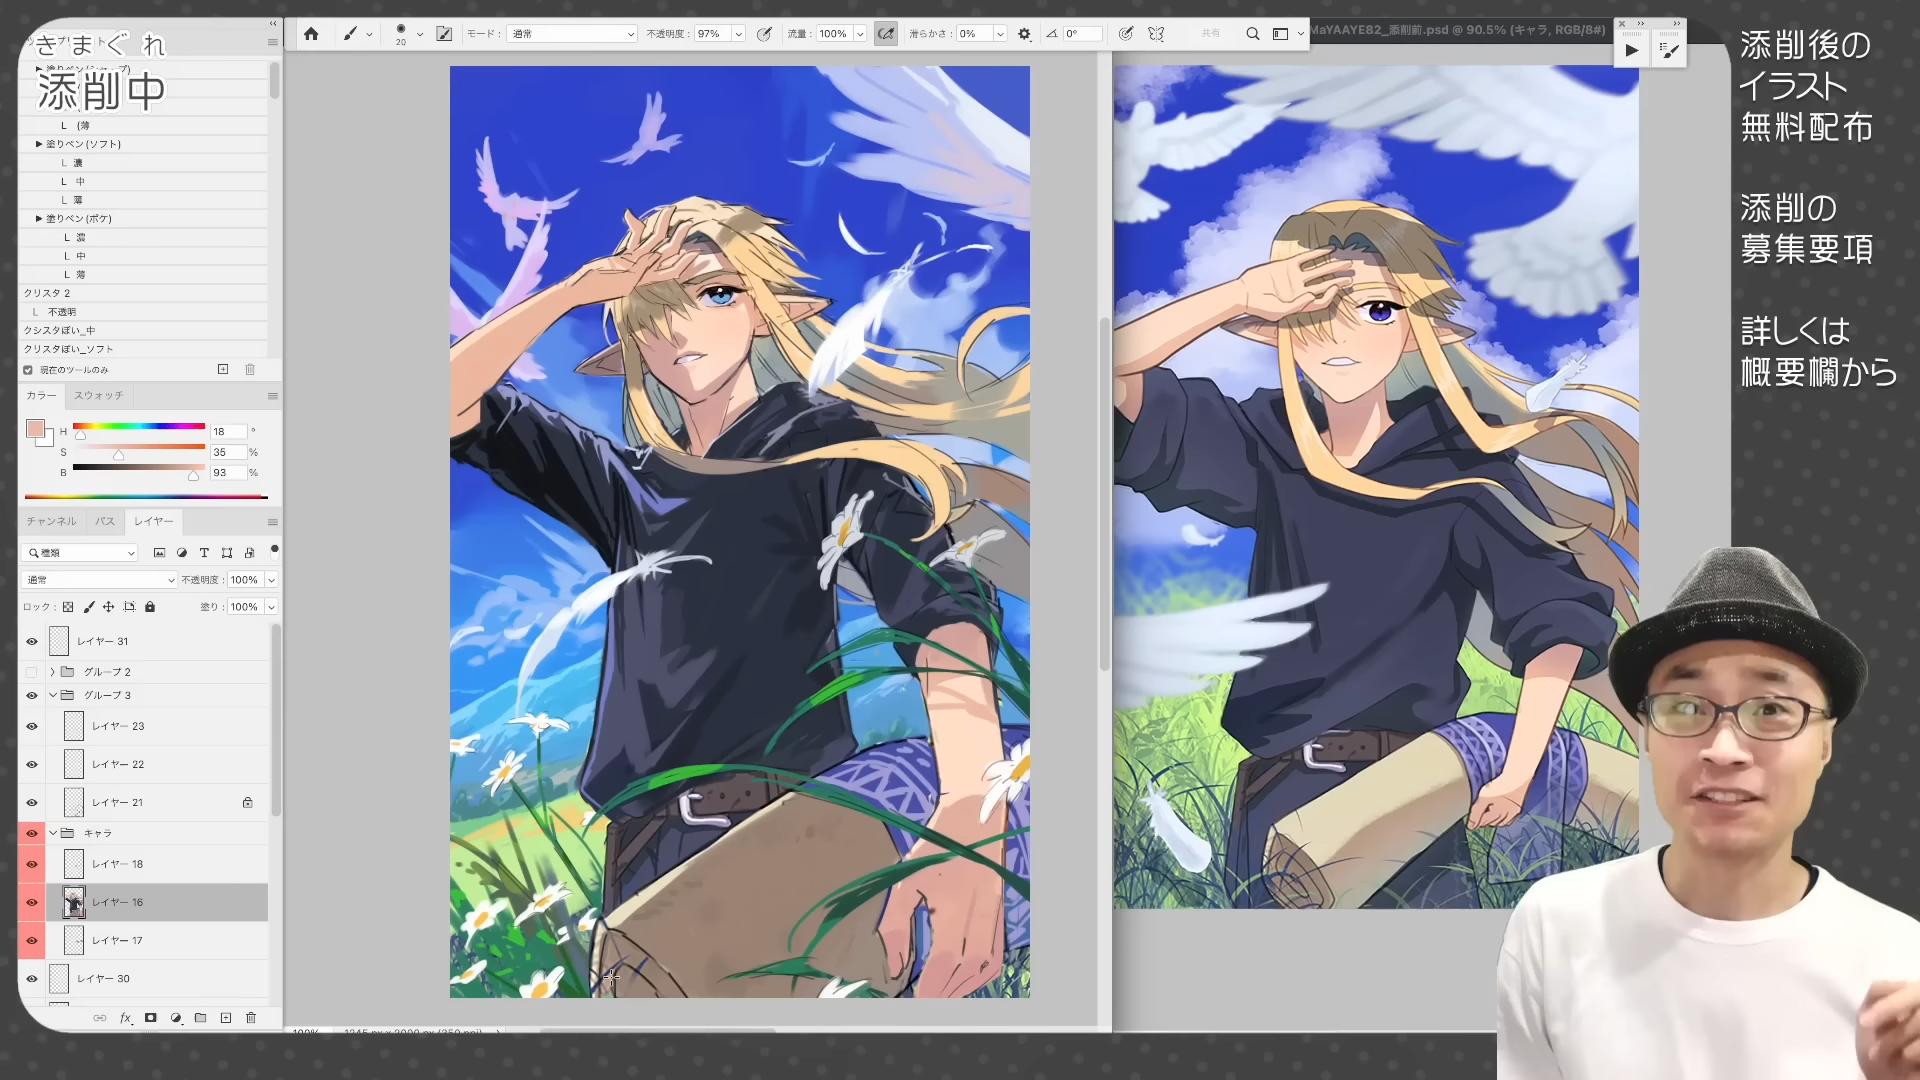 きまぐれ
添削中
L (薄
▶ 塗りペン(ソフト)
L 濃
L 中
L 薄
▶ 塗りペン(ボケ)
L 濃
L 中
L 薄
クリスタ 2
L 不透明
クシスタぽい_中
クリスタぽい_ソフト
現在のツールのみ
カラー スウォッチ
H 18 °
S 35 %
B 93 %
チャンネル パス レイヤー
種類
通常 不透明度 : 100%
ロック : 塗り : 100%
レイヤー 31
グループ 2
グループ 3
レイヤー 23
レイヤー 22
レイヤー 21
キャラ
レイヤー 18
レイヤー 16
レイヤー 17
レイヤー 30
fx
20 モード : 通常 不透明度 : 97% 流量 : 100% 滑らかさ : 0% 0° 共有
MaYAAYE82_添削前.psd @ 90.5% (キャラ, RGB/8#)
添削後の
イラスト
無料配布
添削の
募集要項
詳しくは
概要欄から